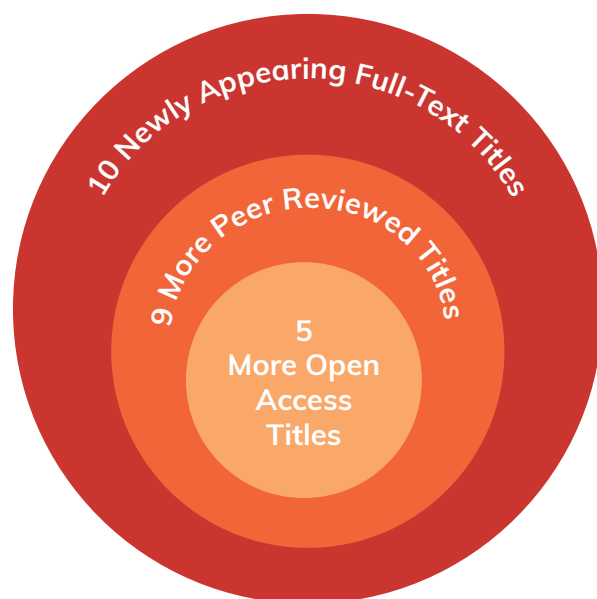 10 Newly Appearing Full-Text Titles
9 More Peer Reviewed Titles
5
More Open
Access
Titles